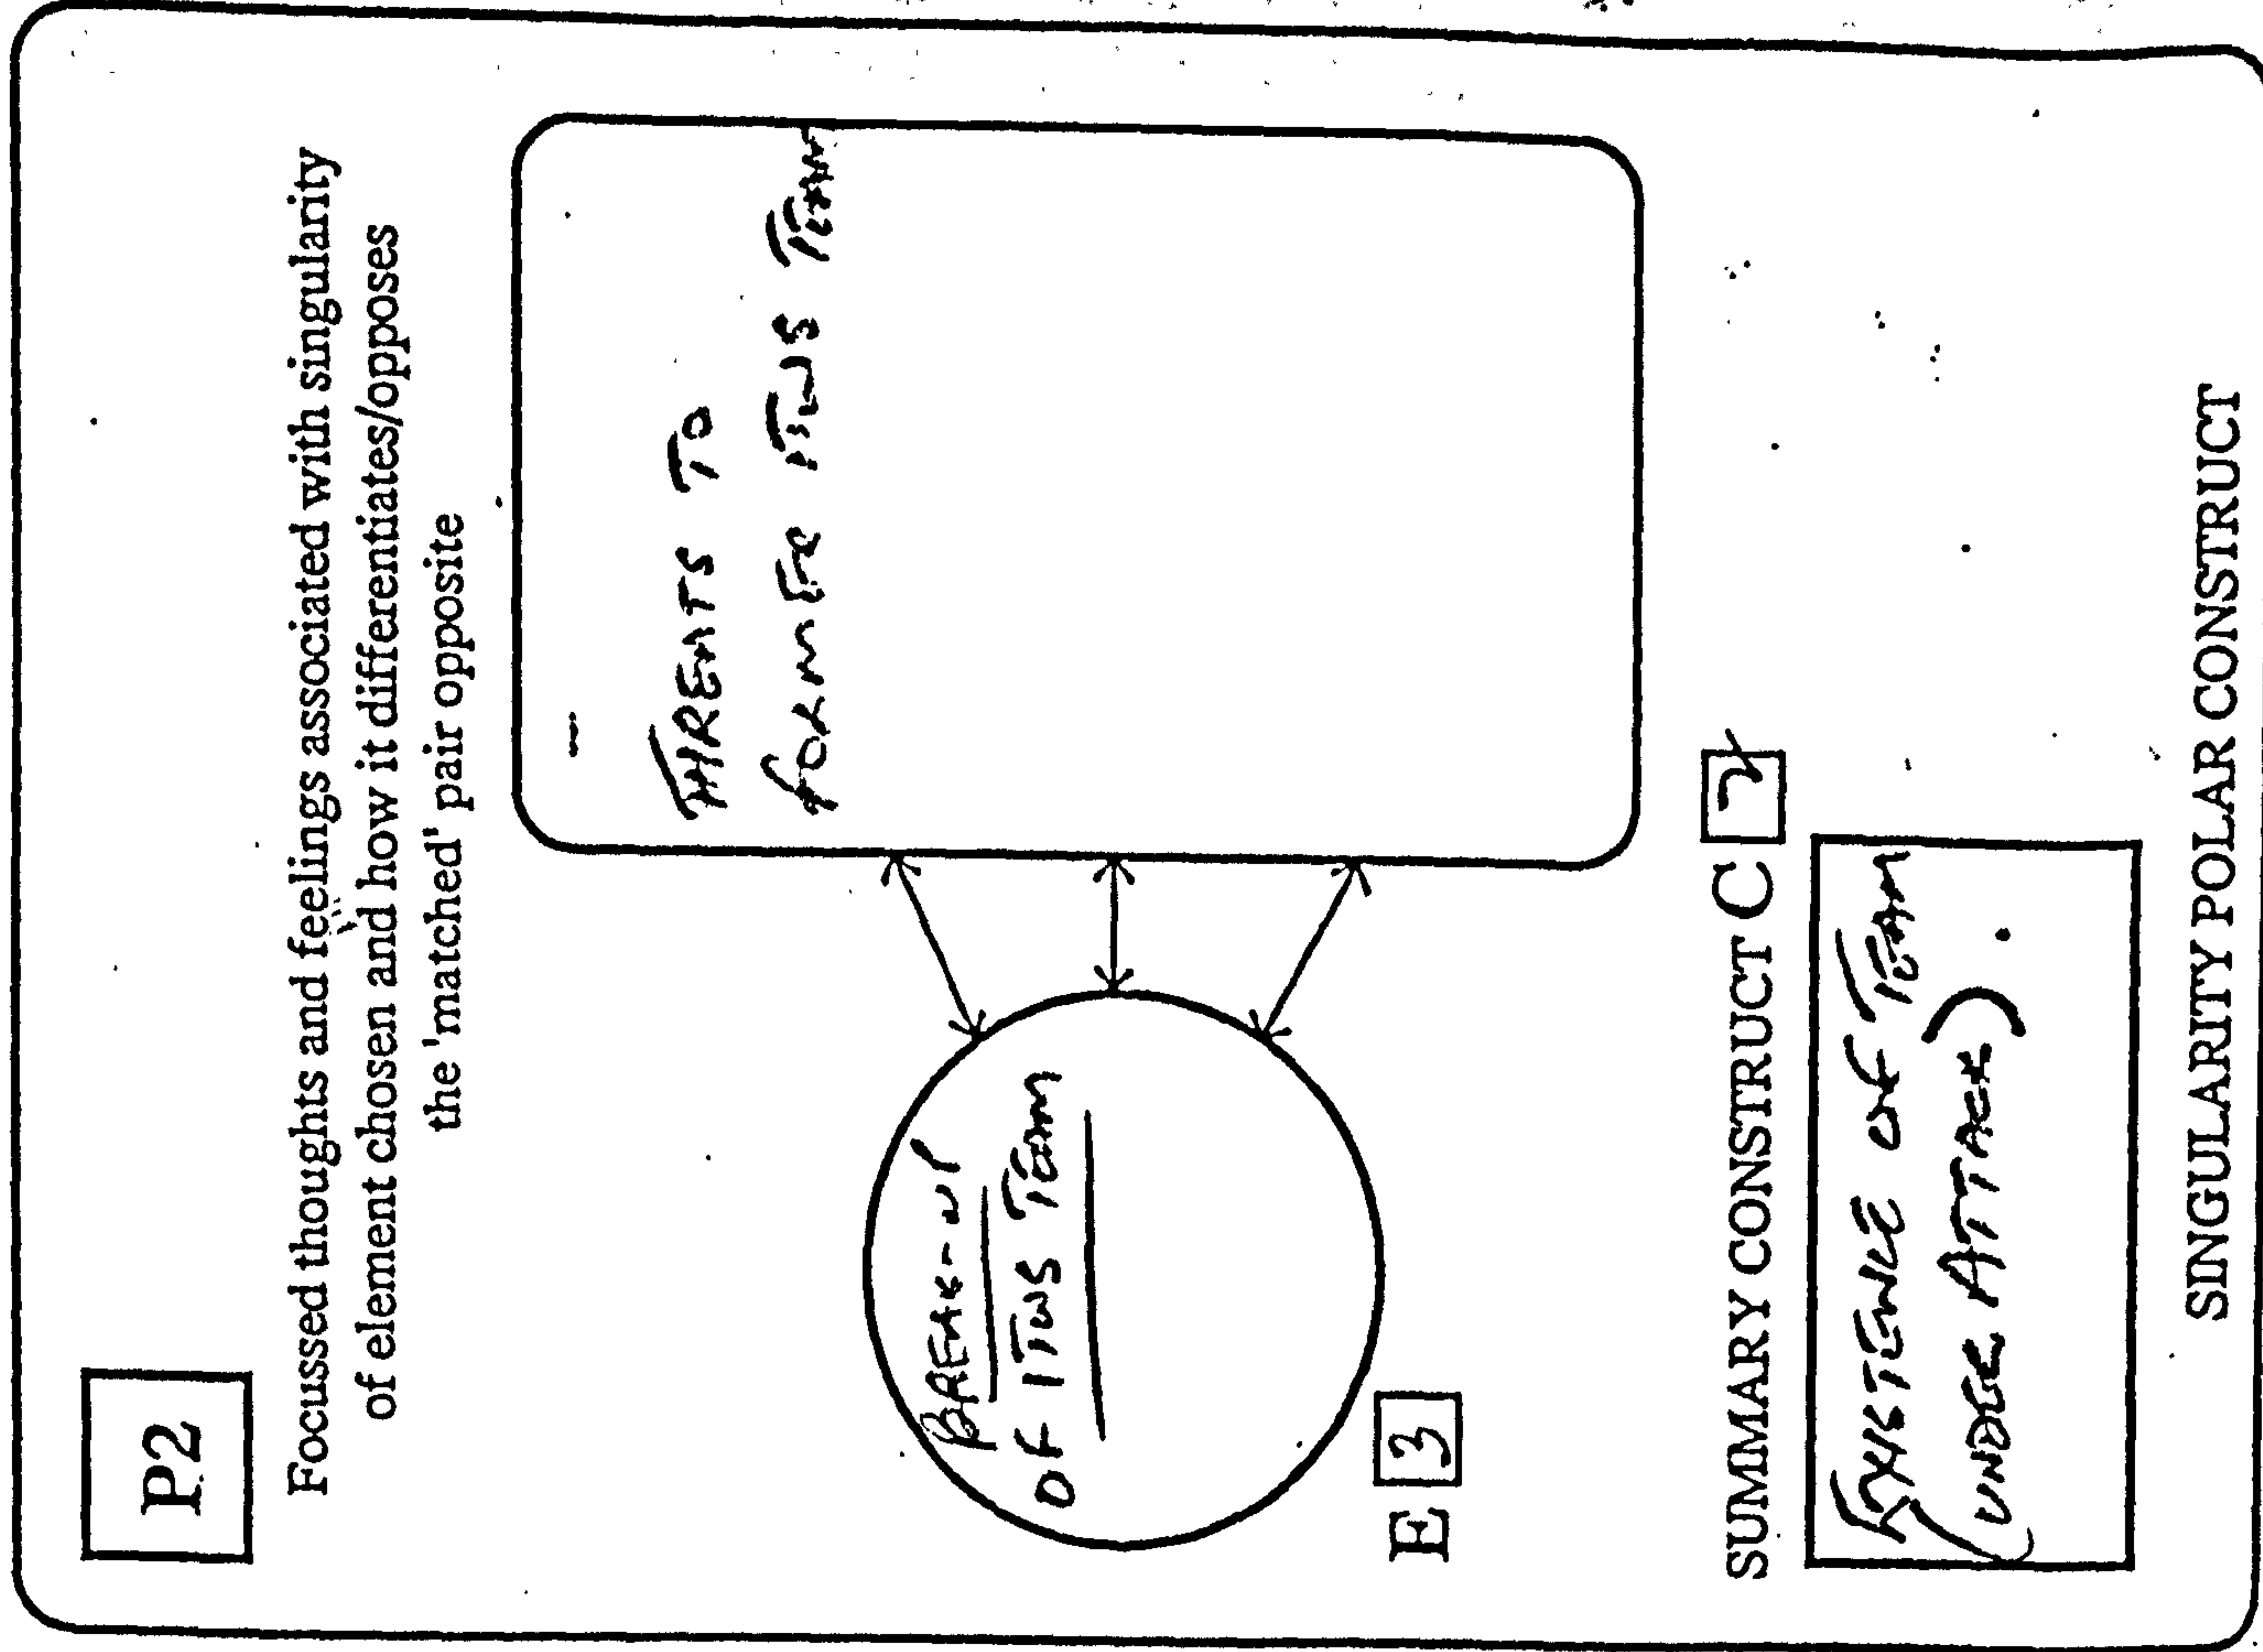 P2
Focussed thoughts and feelings associated with singularity
of element chosen and how it differentiates/opposes
the 'matched' pair opposite
THREATS TO
FORMER ITWS TEAM
BREAK-UP
OF ITWS TEAM
E 3
SUMMARY CONSTRUCT C 2
EXISTENCE OF TEAM
(UNDER ATTACK).
SINGULARITY POLAR CONSTRUCT